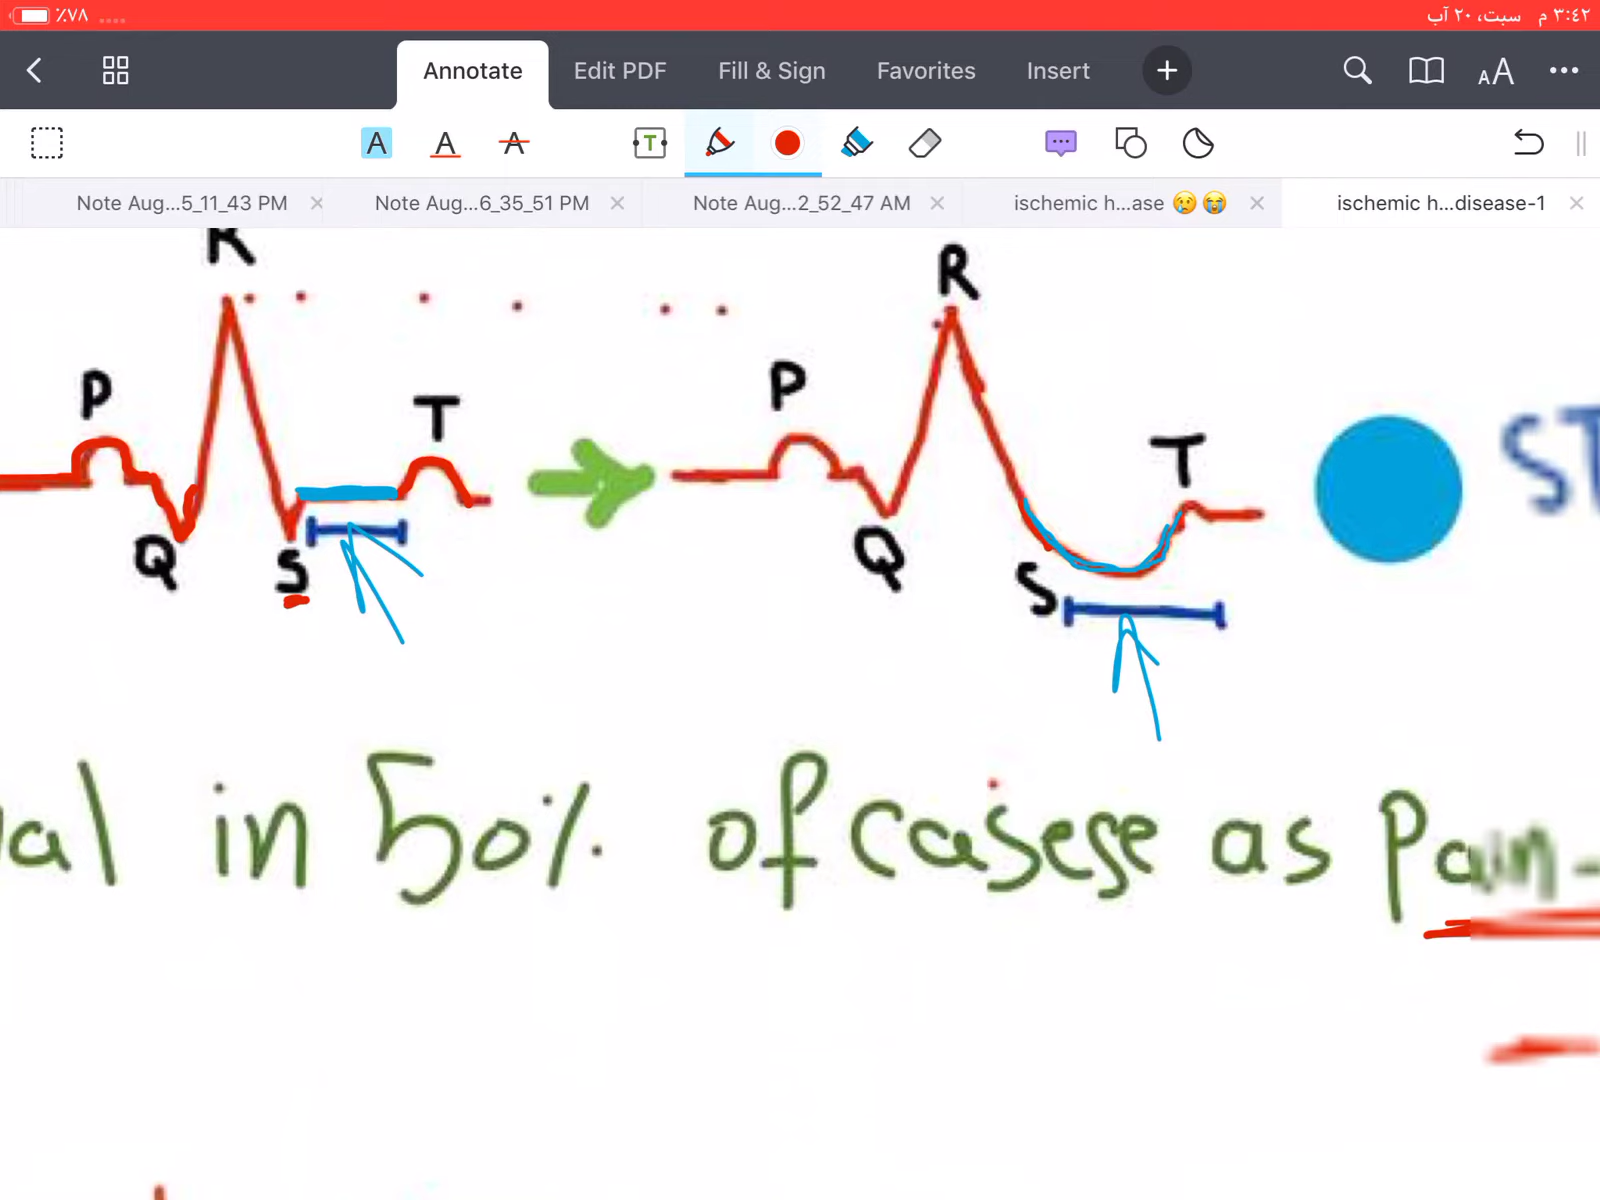 ٪٧٨ سبت، ٢٠ آب ٣:٤٢ م
Annotate Edit PDF Fill & Sign Favorites Insert
A A A T AA
Note Aug...5_11_43 PM Note Aug...6_35_51 PM Note Aug...2_52_47 AM ischemic h...ase 😢 😭 ischemic h...disease-1
R R
P T P T ST
Q S Q S
al in 50% of casese as Pain-